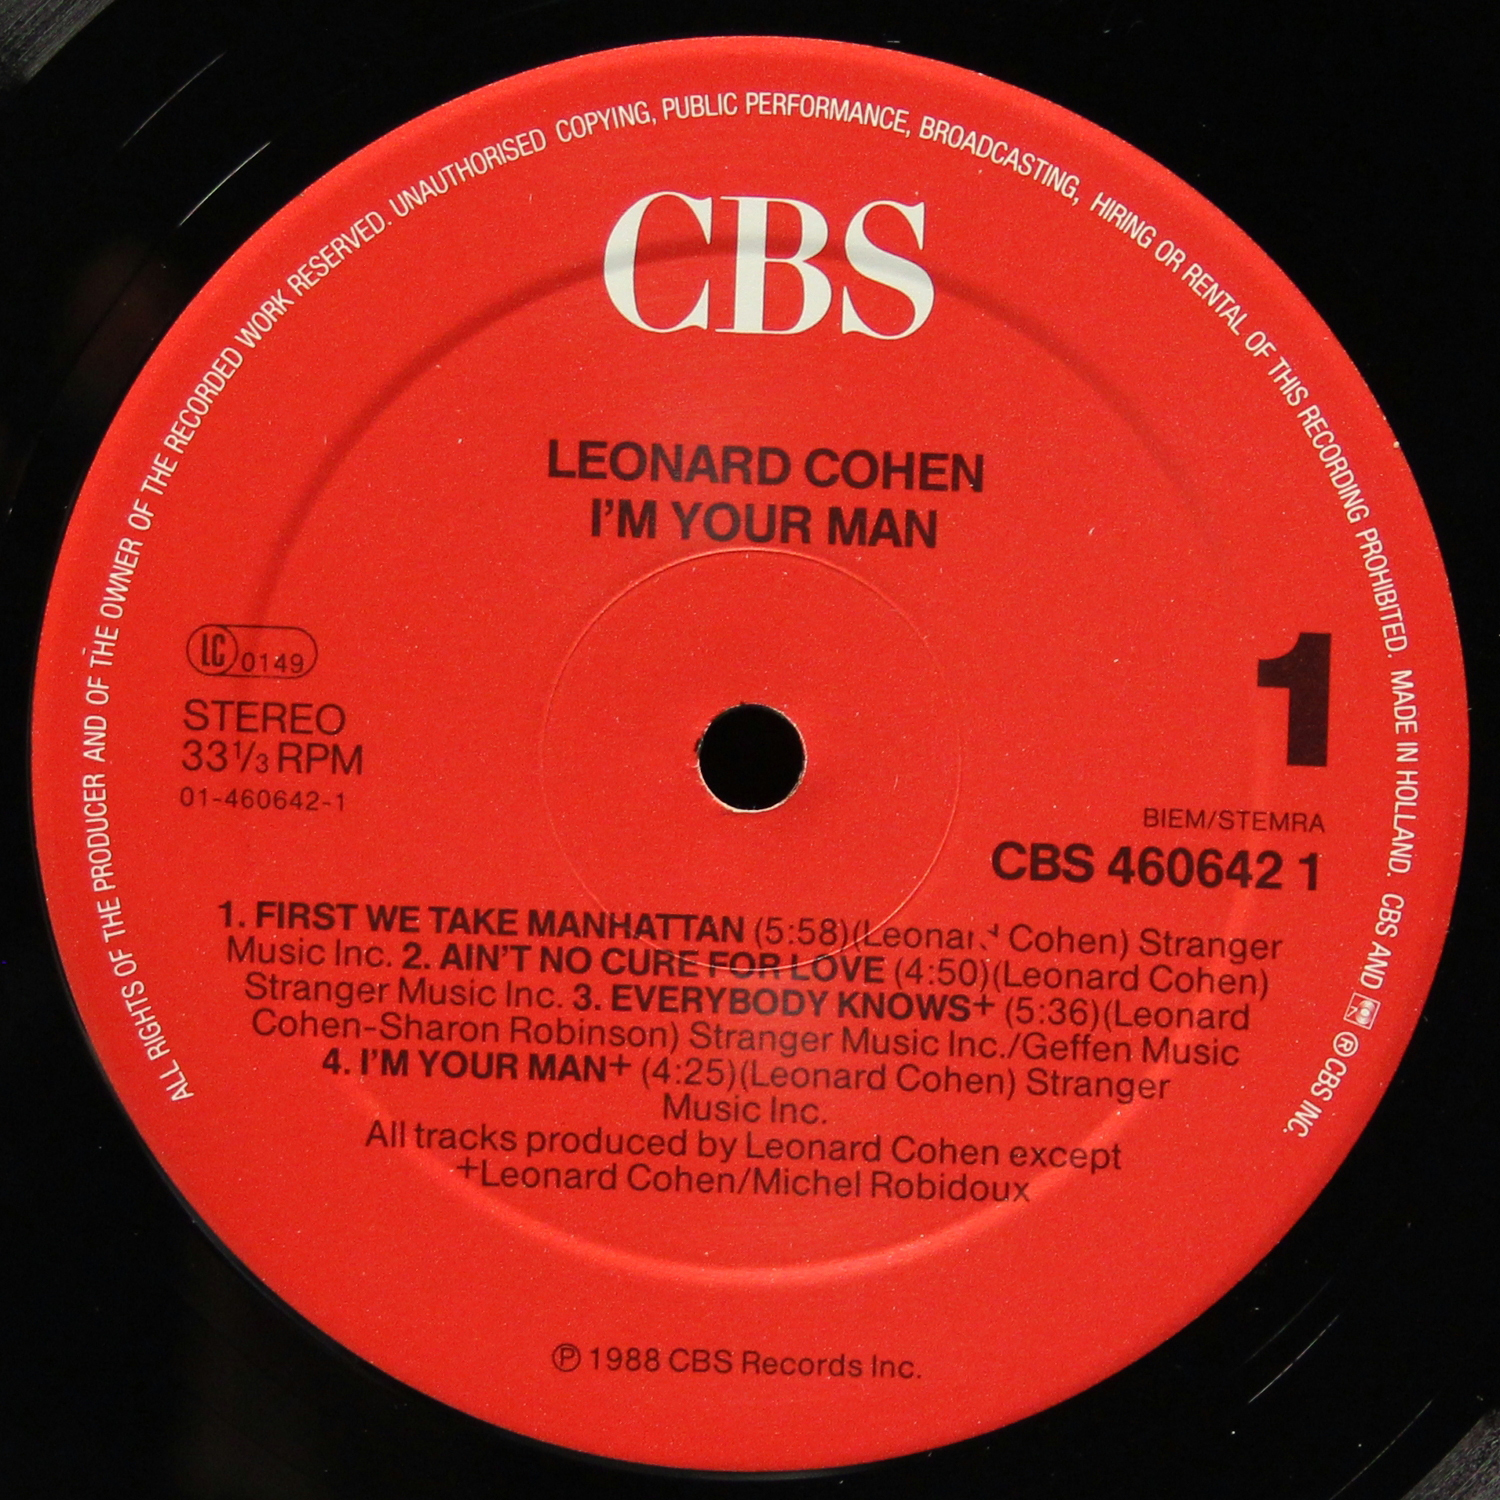 ALL RIGHTS OF THE PRODUCER AND OF THE OWNER OF THE RECORDED WORK RESERVED. UNAUTHORISED COPYING, PUBLIC PERFORMANCE, BROADCASTING, HIRING OR RENTAL OF THIS RECORDING PROHIBITED. MADE IN HOLLAND. CBS AND ® CBS INC.
CBS
LEONARD COHEN
I'M YOUR MAN
LC 0149
STEREO
33⅓ RPM
01-460642-1
1
BIEM/STEMRA
CBS 460642 1
1. FIRST WE TAKE MANHATTAN (5:58)(Leonard Cohen) Stranger
Music Inc. 2. AIN'T NO CURE FOR LOVE (4:50)(Leonard Cohen)
Stranger Music Inc. 3. EVERYBODY KNOWS+ (5:36)(Leonard
Cohen-Sharon Robinson) Stranger Music Inc./Geffen Music
4. I'M YOUR MAN+ (4:25)(Leonard Cohen) Stranger
Music Inc.
All tracks produced by Leonard Cohen except
+Leonard Cohen/Michel Robidoux
℗ 1988 CBS Records Inc.